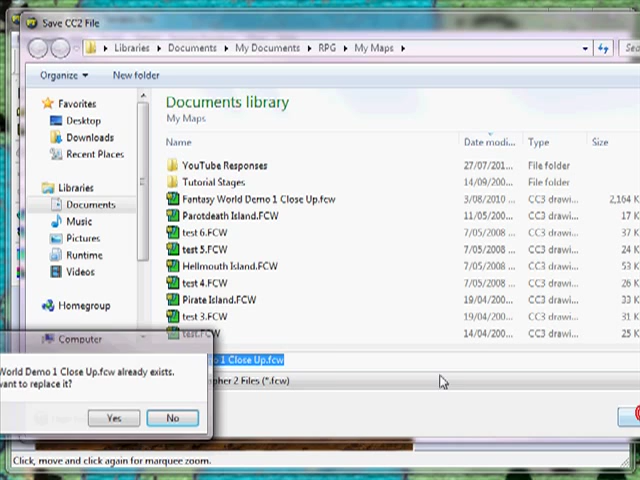 Save CC2 File
Libraries Documents My Documents RPG My Maps
Organize New folder
Favorites
Desktop
Downloads
Recent Places
Libraries
Documents
Music
Pictures
Runtime
Videos
Homegroup
Computer
Documents library
My Maps
Name Date modi... Type Size
YouTube Responses 27/07/201... File folder
Tutorial Stages 14/09/200... File folder
Fantasy World Demo 1 Close Up.fcw 3/08/2010 ... CC3 drawi... 2,164 K
Parotdeath Island.FCW 11/05/200... CC3 drawi... 17 K
test 6.FCW 7/05/2008 ... CC3 drawi... 37 K
test 5.FCW 7/05/2008 ... CC3 drawi... 24 K
Hellmouth Island.FCW 7/05/2008 ... CC3 drawi... 53 K
test 4.FCW 7/05/2008 ... CC3 drawi... 26 K
Pirate Island.FCW 19/04/200... CC3 drawi... 33 K
test 3.FCW 19/04/200... CC3 drawi... 31 K
test.FCW 14/04/200... CC3 drawi... 25 K
o 1 Close Up.fcw
pher 2 Files (*.fcw)
World Demo 1 Close Up.fcw already exists.
want to replace it?
Yes No
Click, move and click again for marquee zoom.